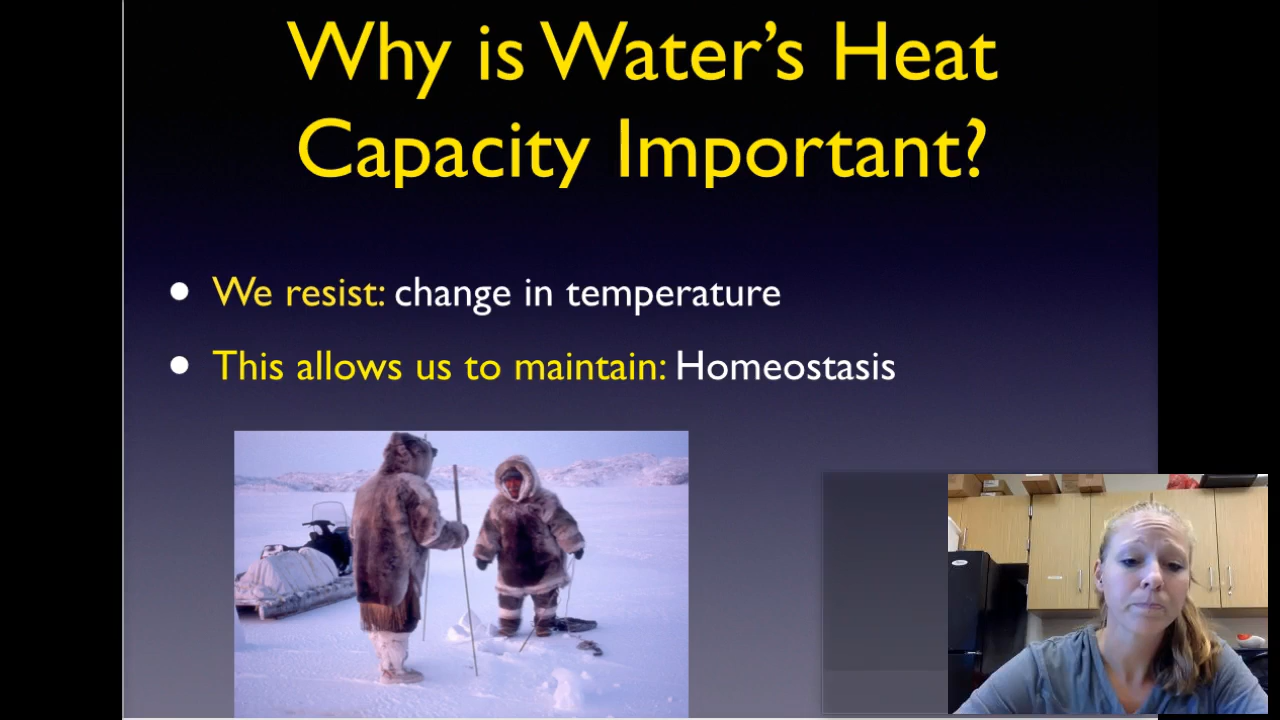 Why is Water’s Heat
Capacity Important?
We resist: change in temperature
This allows us to maintain: Homeostasis